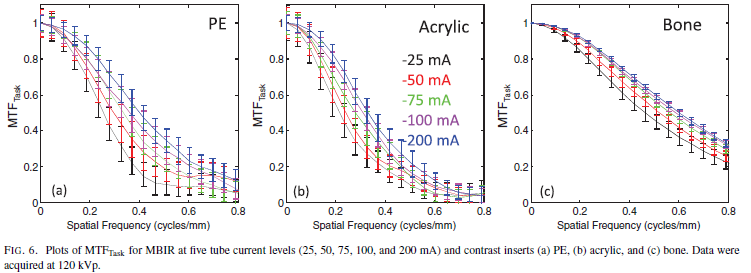 PE
Acrylic
Bone
-25 mA
-50 mA
-75 mA
-100 mA
-200 mA
MTFTask
1
0.8
0.6
0.4
0.2
0
(a)
0 0.2 0.4 0.6 0.8
Spatial Frequency (cycles/mm)
MTFTask
1
0.8
0.6
0.4
0.2
0
(b)
0 0.2 0.4 0.6 0.8
Spatial Frequency (cycles/mm)
MTFTask
1
0.8
0.6
0.4
0.2
0
(c)
0 0.2 0.4 0.6 0.8
Spatial Frequency (cycles/mm)
FIG. 6. Plots of MTFTask for MBIR at five tube current levels (25, 50, 75, 100, and 200 mA) and contrast inserts (a) PE, (b) acrylic, and (c) bone. Data were
acquired at 120 kVp.